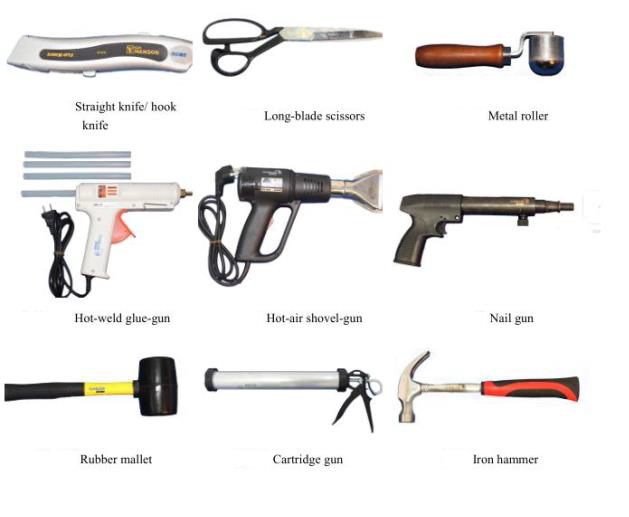 HANSON
Straight knife/ hook
knife
Long-blade scissors
Metal roller
Hot-weld glue-gun
Hot-air shovel-gun
Nail gun
Rubber mallet
Cartridge gun
Iron hammer